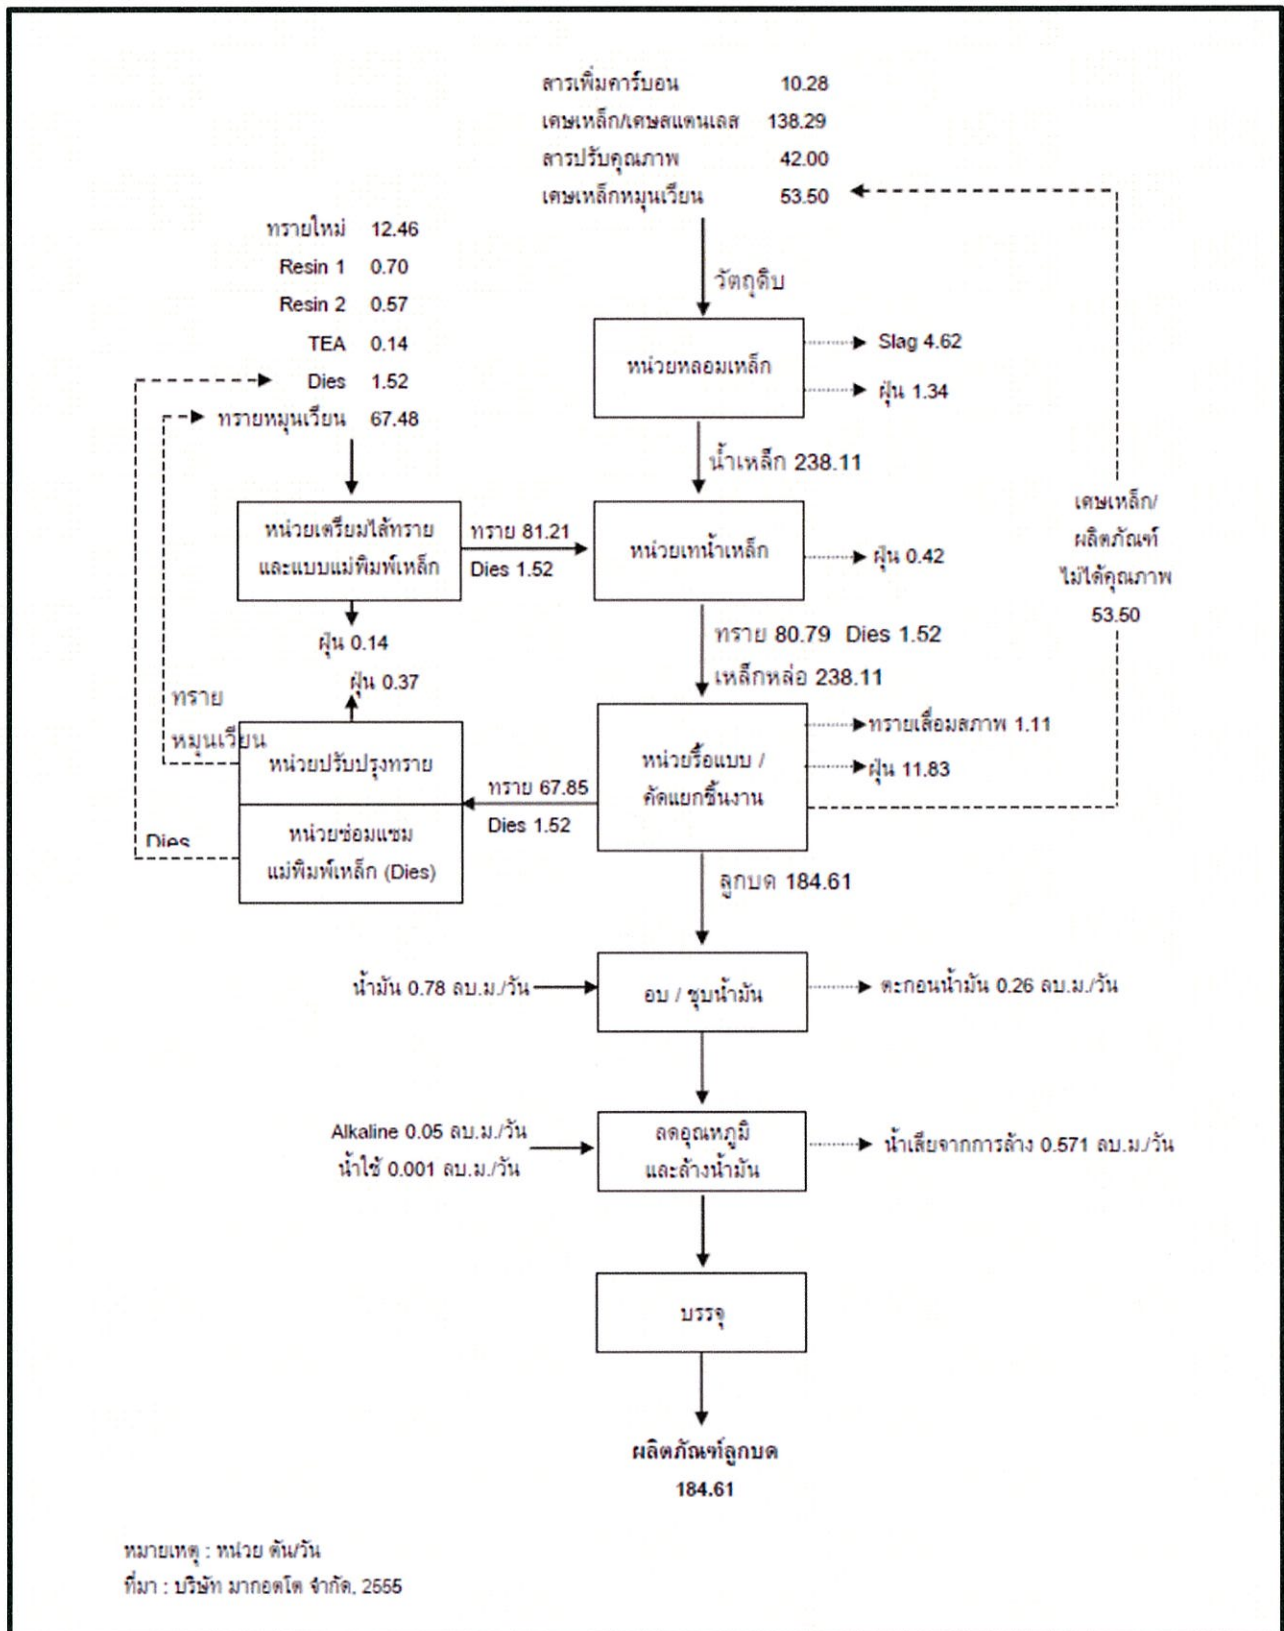 สารเพิ่มคาร์บอน 10.28
เศษเหล็ก/เศษสแตนเลส 138.29
สารปรับคุณภาพ 42.00
เศษเหล็กหมุนเวียน 53.50
ทรายใหม่ 12.46
Resin 1 0.70
Resin 2 0.57
TEA 0.14
Dies 1.52
ทรายหมุนเวียน 67.48
วัตถุดิบ
หน่วยหลอมเหล็ก
Slag 4.62
ฝุ่น 1.34
น้ำเหล็ก 238.11
หน่วยเตรียมไส้ทราย
และแบบแม่พิมพ์เหล็ก
ทราย 81.21
Dies 1.52
หน่วยเทน้ำเหล็ก
ฝุ่น 0.42
เศษเหล็ก/
ผลิตภัณฑ์
ไม่ได้คุณภาพ
53.50
ฝุ่น 0.14
ฝุ่น 0.37
ทราย 80.79 Dies 1.52
เหล็กหล่อ 238.11
ทราย
หมุนเวียน
หน่วยปรับปรุงทราย
หน่วยซ่อมแซม
แม่พิมพ์เหล็ก (Dies)
Dies
ทราย 67.85
Dies 1.52
หน่วยรื้อแบบ /
คัดแยกชิ้นงาน
ทรายเสื่อมสภาพ 1.11
ฝุ่น 11.83
ลูกบด 184.61
น้ำมัน 0.78 ลบ.ม./วัน
อบ / ชุบน้ำมัน
ตะกอนน้ำมัน 0.26 ลบ.ม./วัน
Alkaline 0.05 ลบ.ม./วัน
น้ำใช้ 0.001 ลบ.ม./วัน
ลดอุณหภูมิ
และล้างน้ำมัน
น้ำเสียจากการล้าง 0.571 ลบ.ม./วัน
บรรจุ
ผลิตภัณฑ์ลูกบด
184.61
หมายเหตุ : หน่วย ตัน/วัน
ที่มา : บริษัท มากอตโต จำกัด, 2555